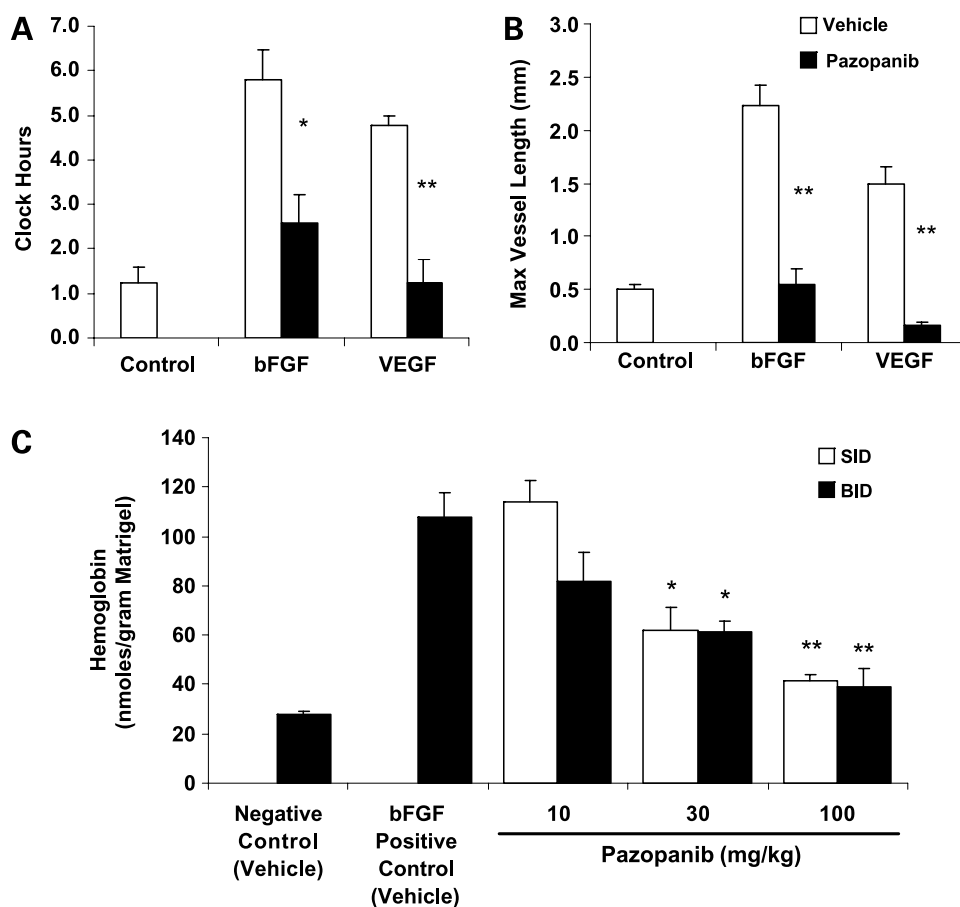 A
Clock Hours
7.0
6.0
5.0
4.0
3.0
2.0
1.0
0.0
*
**
Control
bFGF
VEGF
B
Max Vessel Length (mm)
3.0
2.5
2.0
1.5
1.0
0.5
0.0
Vehicle
Pazopanib
**
**
Control
bFGF
VEGF
C
Hemoglobin
(nmoles/gram Matrigel)
140
120
100
80
60
40
20
0
SID
BID
*
*
**
**
Negative
Control
(Vehicle)
bFGF
Positive
Control
(Vehicle)
10
30
100
Pazopanib (mg/kg)